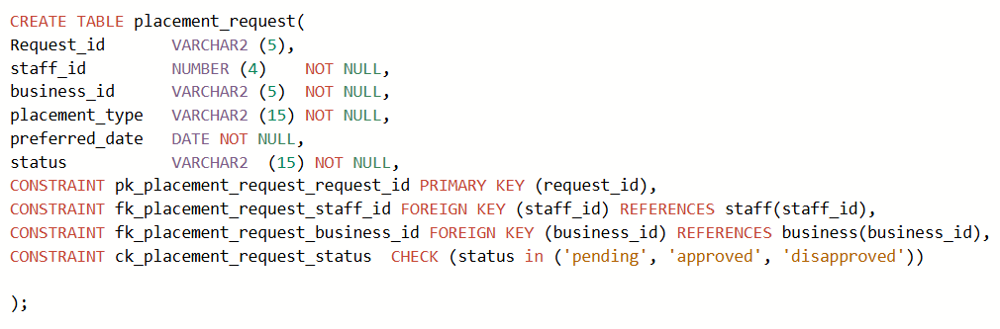 CREATE TABLE placement_request(
Request_id       VARCHAR2 (5),
staff_id         NUMBER (4)    NOT NULL,
business_id      VARCHAR2 (5)  NOT NULL,
placement_type   VARCHAR2 (15) NOT NULL,
preferred_date   DATE NOT NULL,
status           VARCHAR2  (15) NOT NULL,
CONSTRAINT pk_placement_request_request_id PRIMARY KEY (request_id),
CONSTRAINT fk_placement_request_staff_id FOREIGN KEY (staff_id) REFERENCES staff(staff_id),
CONSTRAINT fk_placement_request_business_id FOREIGN KEY (business_id) REFERENCES business(business_id),
CONSTRAINT ck_placement_request_status  CHECK (status in ('pending', 'approved', 'disapproved'))
);